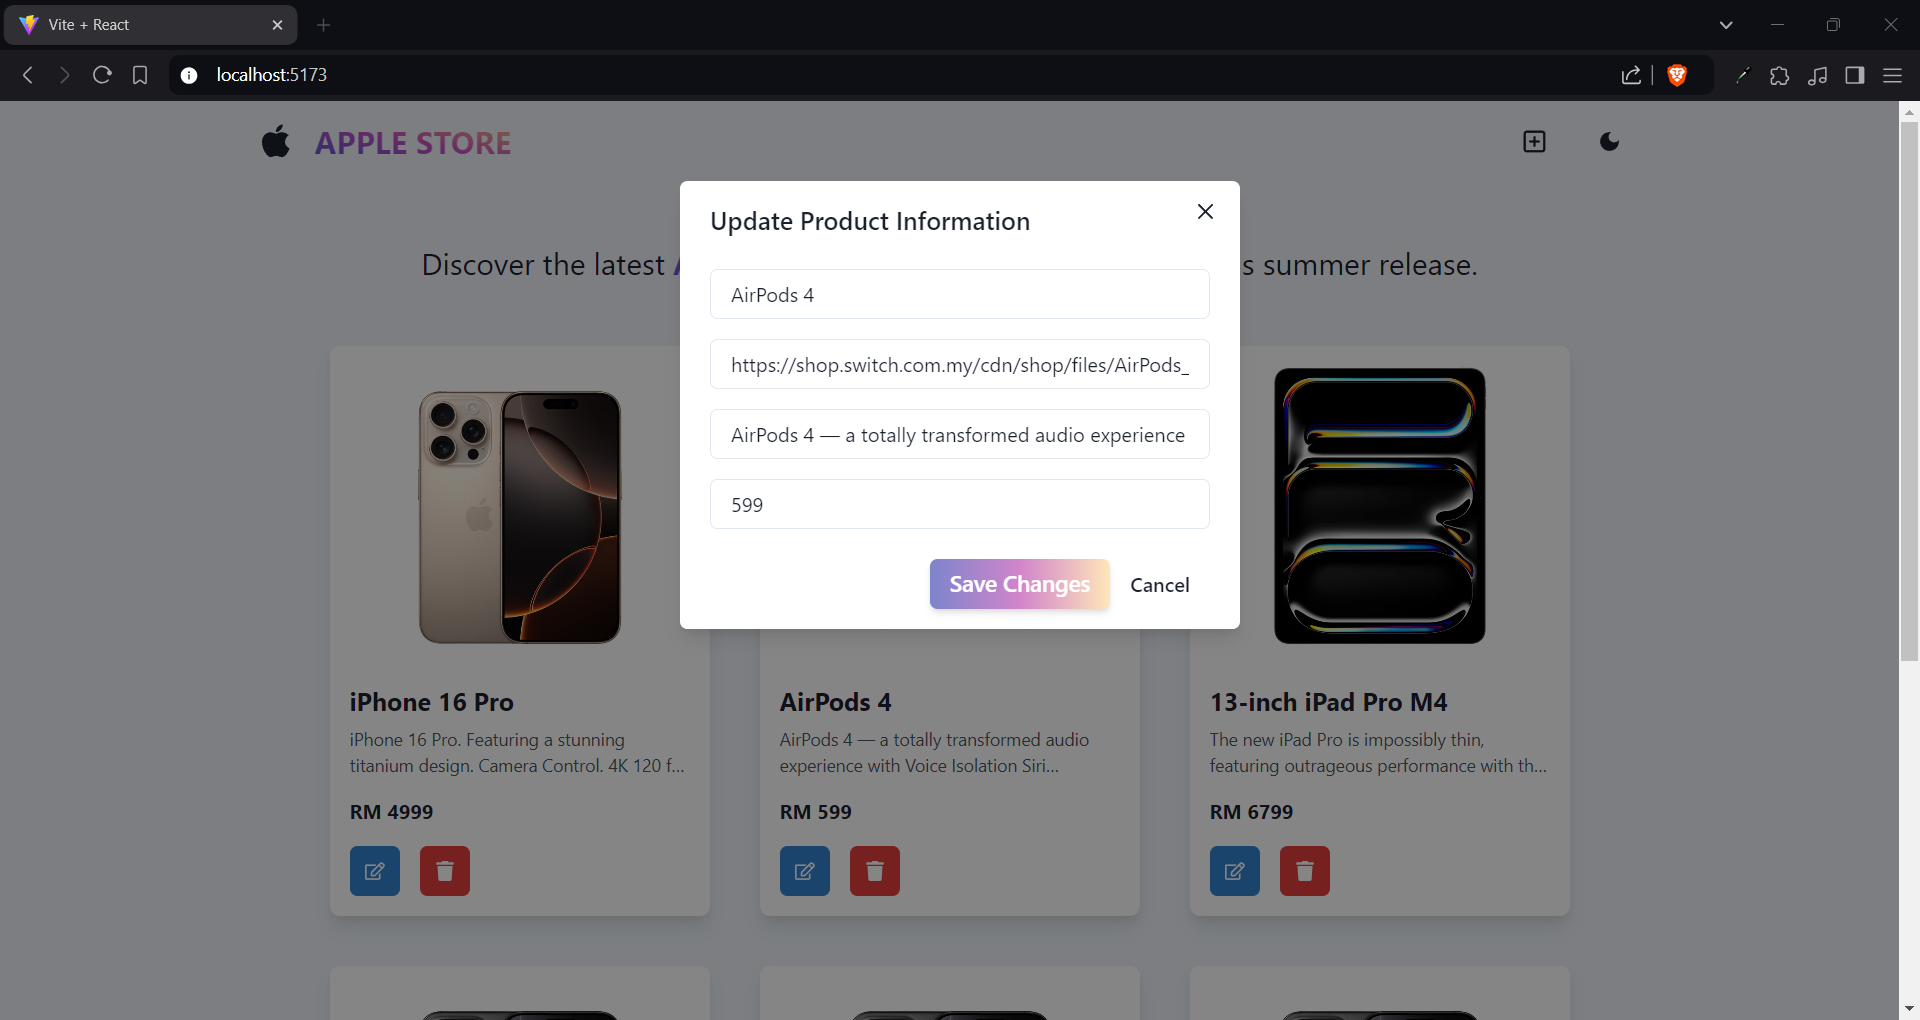 Vite + React
localhost:5173
APPLE STORE
Update Product Information
Discover the latest
s summer release.
AirPods 4
https://shop.switch.com.my/cdn/shop/files/AirPods_
AirPods 4 — a totally transformed audio experience
599
Save Changes
Cancel
iPhone 16 Pro
iPhone 16 Pro. Featuring a stunning
titanium design. Camera Control. 4K 120 f...
RM 4999
AirPods 4
AirPods 4 — a totally transformed audio
experience with Voice Isolation Siri...
RM 599
13-inch iPad Pro M4
The new iPad Pro is impossibly thin,
featuring outrageous performance with th...
RM 6799